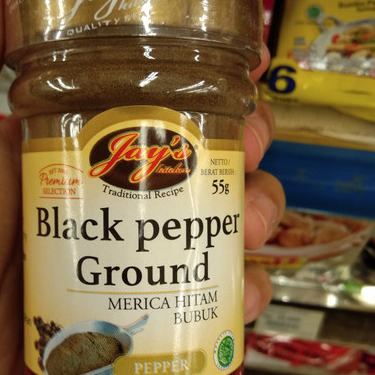 QUALITY
Jay's
kitchen
Traditional Recipe
Premium
SELECTION
NETTO/
BERAT BERSIH
55g
Black pepper
Ground
MERICA HITAM
BUBUK
PEPPER
6